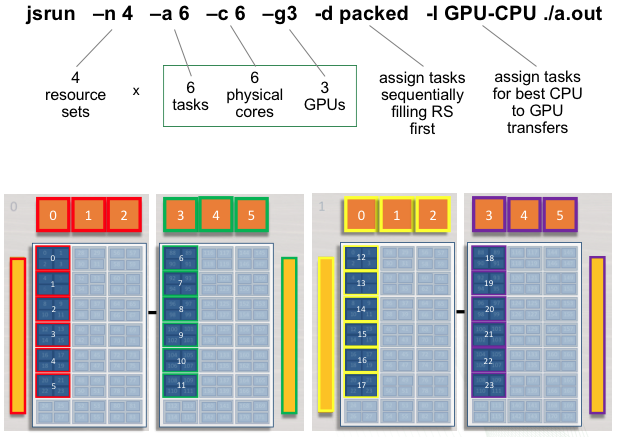 jsrun –n 4 –a 6 –c 6 –g3 -d packed -l GPU-CPU ./a.out
4
resource
sets
x
6
tasks
6
physical
cores
3
GPUs
assign tasks
sequentially
filling RS
first
assign tasks
for best CPU
to GPU
transfers
0
0 1 2
3 4 5
1
0 1 2
3 4 5
0 6 12 18
1 7 13 19
2 8 14 20
3 9 15 21
4 10 16 22
5 11 17 23